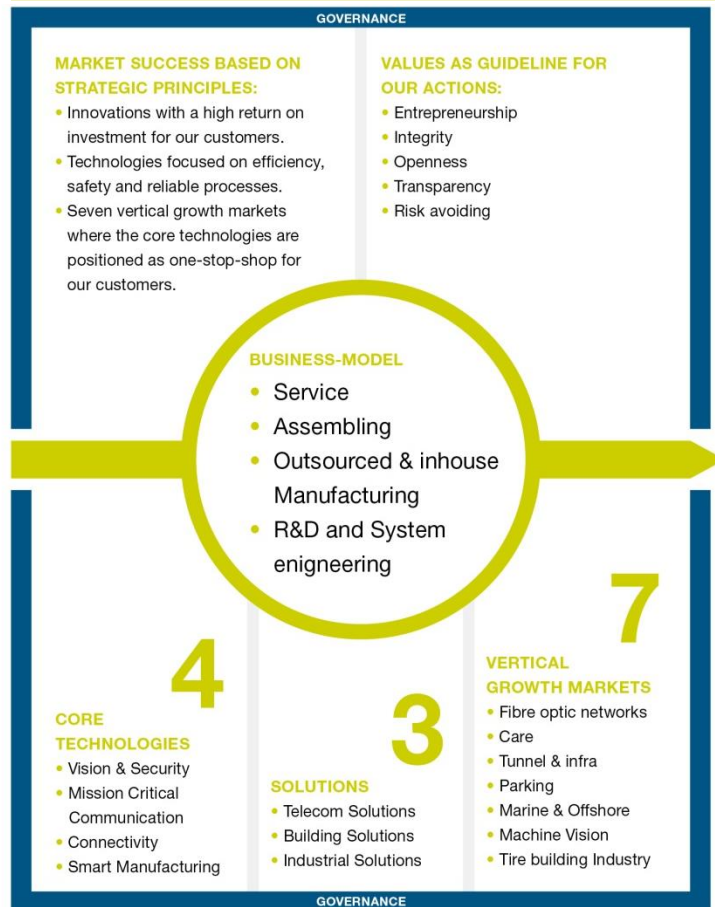 GOVERNANCE
MARKET SUCCESS BASED ON
STRATEGIC PRINCIPLES:
• Innovations with a high return on
investment for our customers.
• Technologies focused on efficiency,
safety and reliable processes.
• Seven vertical growth markets
where the core technologies are
positioned as one-stop-shop for
our customers.
VALUES AS GUIDELINE FOR
OUR ACTIONS:
• Entrepreneurship
• Integrity
• Openness
• Transparency
• Risk avoiding
BUSINESS-MODEL
• Service
• Assembling
• Outsourced & inhouse
Manufacturing
• R&D and System
enigneering
4
CORE
TECHNOLOGIES
• Vision & Security
• Mission Critical
Communication
• Connectivity
• Smart Manufacturing
3
SOLUTIONS
• Telecom Solutions
• Building Solutions
• Industrial Solutions
7
VERTICAL
GROWTH MARKETS
• Fibre optic networks
• Care
• Tunnel & infra
• Parking
• Marine & Offshore
• Machine Vision
• Tire building Industry
GOVERNANCE